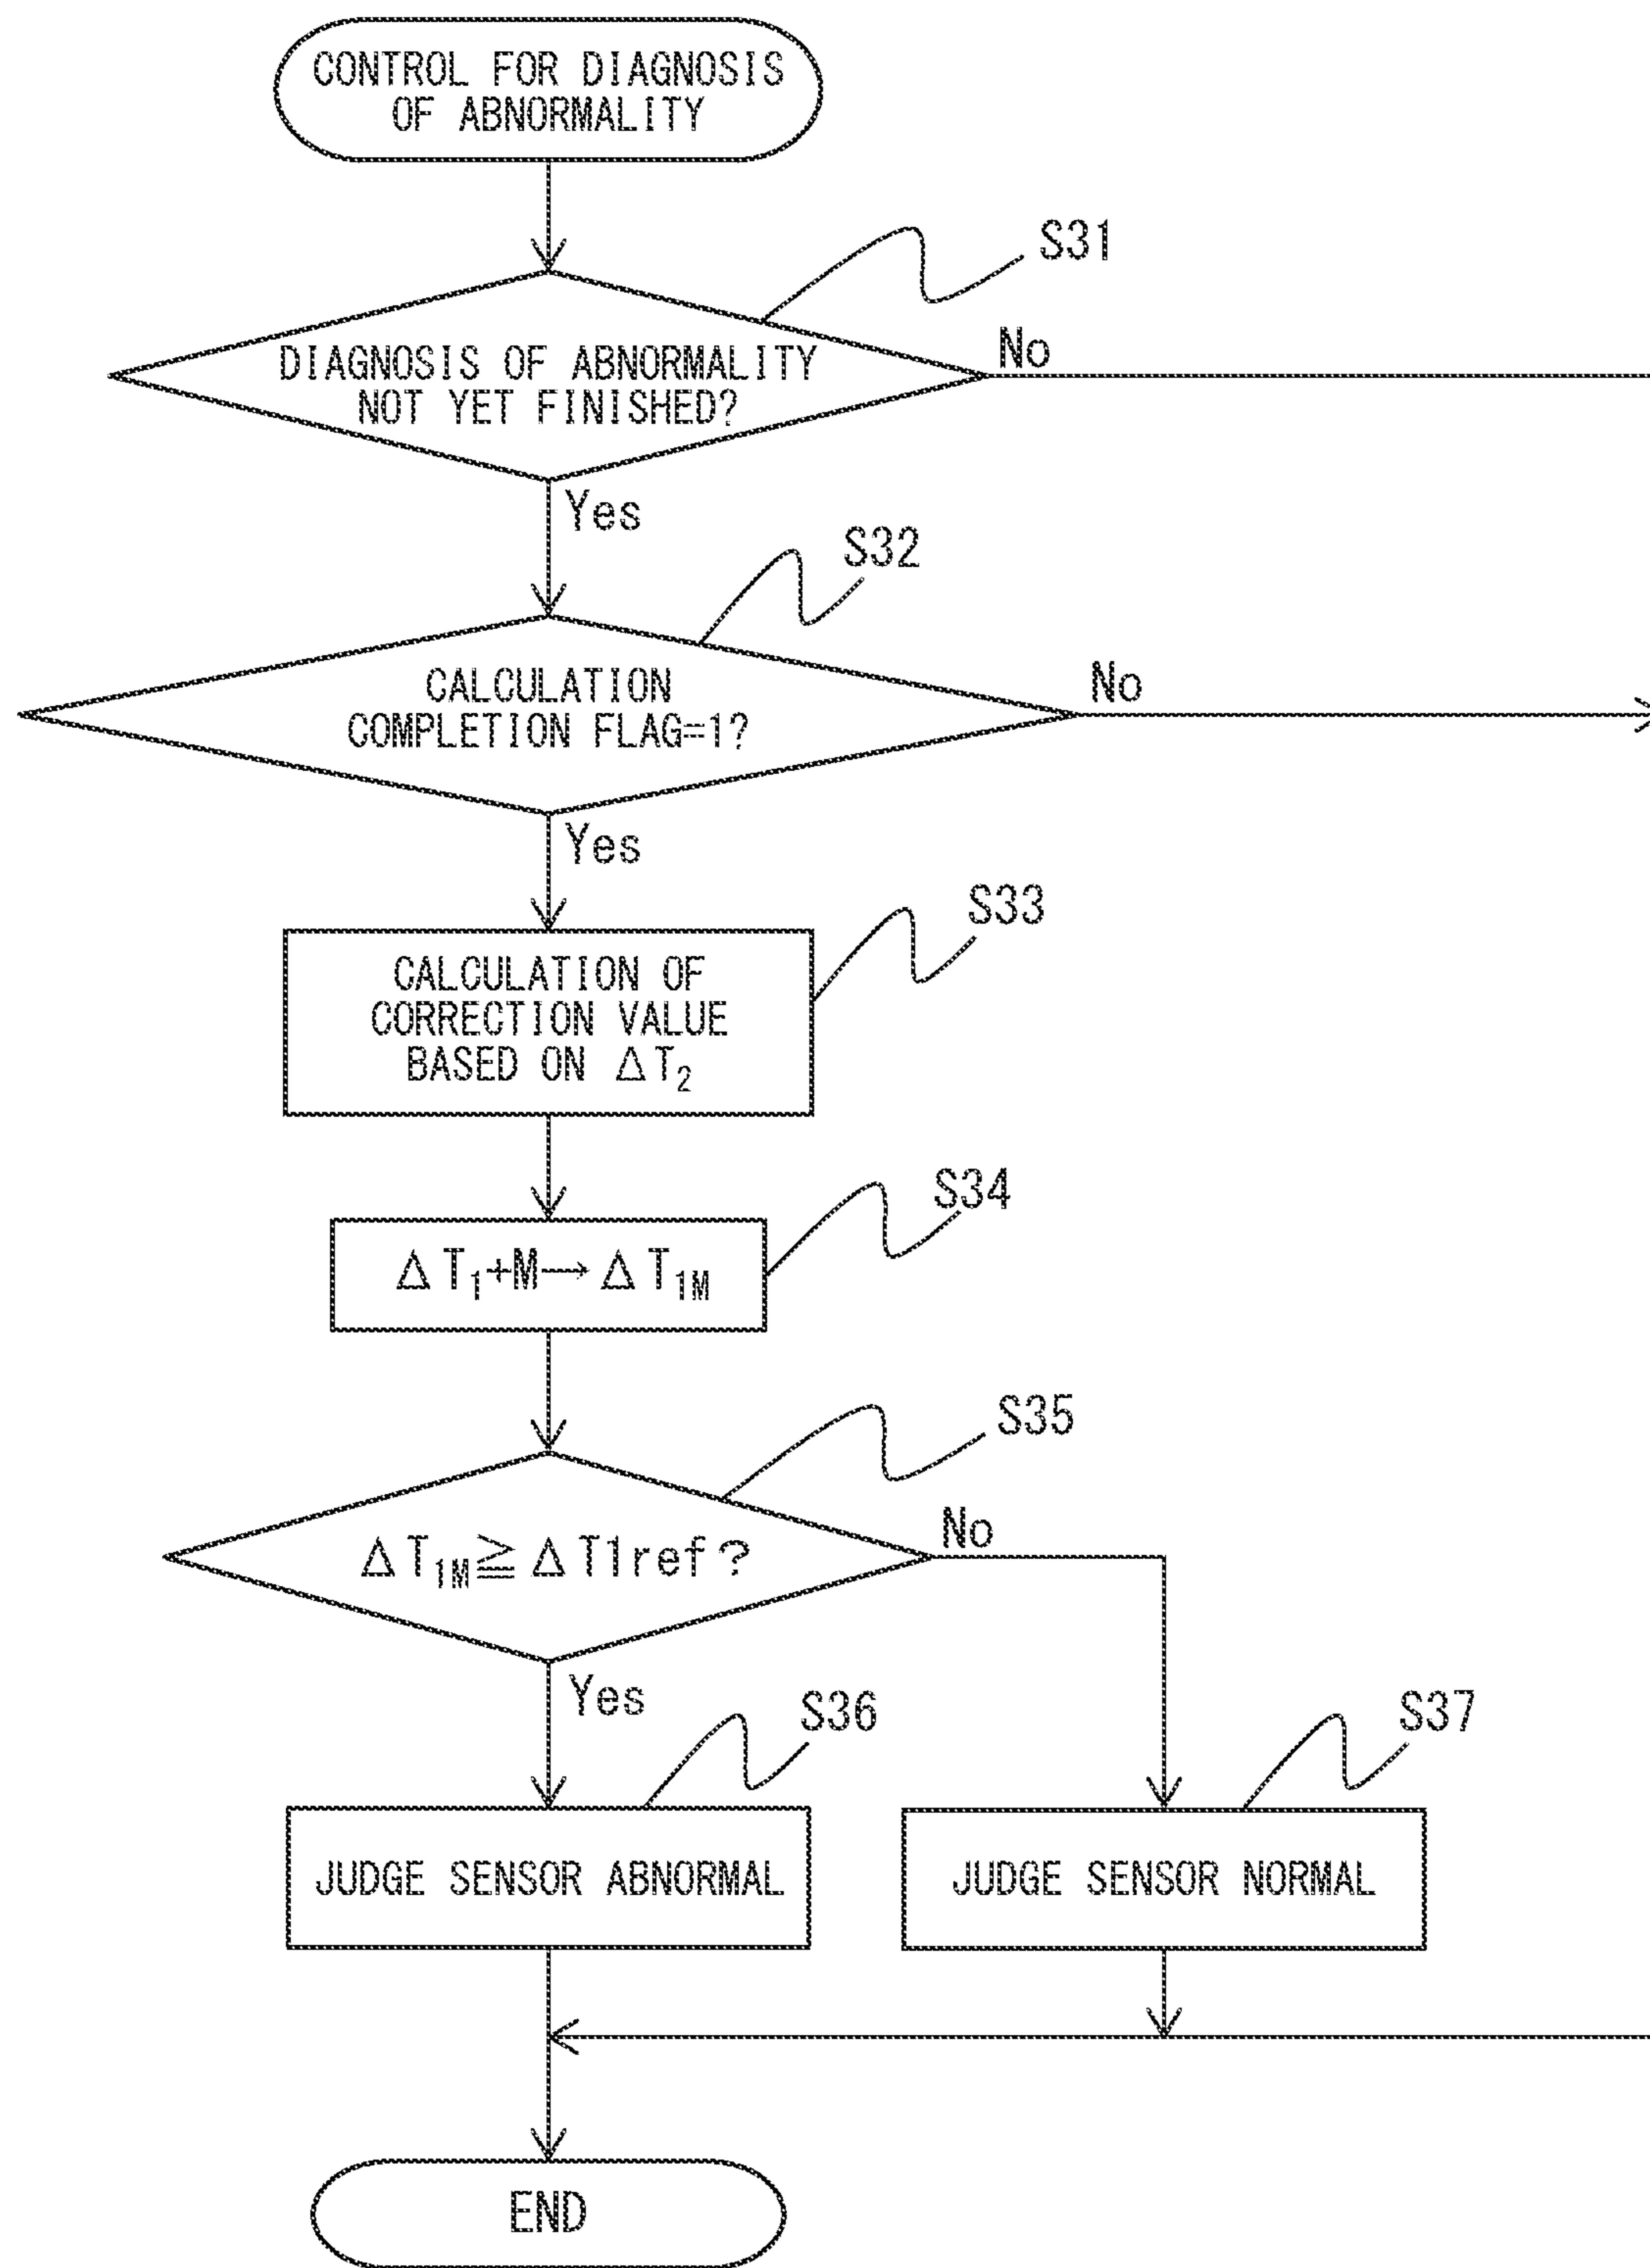 CONTROL FOR DIAGNOSIS
OF ABNORMALITY
S31
DIAGNOSIS OF ABNORMALITY
NOT YET FINISHED?
No
Yes
S32
CALCULATION
COMPLETION FLAG=1?
No
Yes
S33
CALCULATION OF
CORRECTION VALUE
BASED ON ΔT₂
S34
ΔT₁+M→ΔT₁M
S35
ΔT₁M≧ΔT1ref?
No
Yes
S36
S37
JUDGE SENSOR ABNORMAL
JUDGE SENSOR NORMAL
END